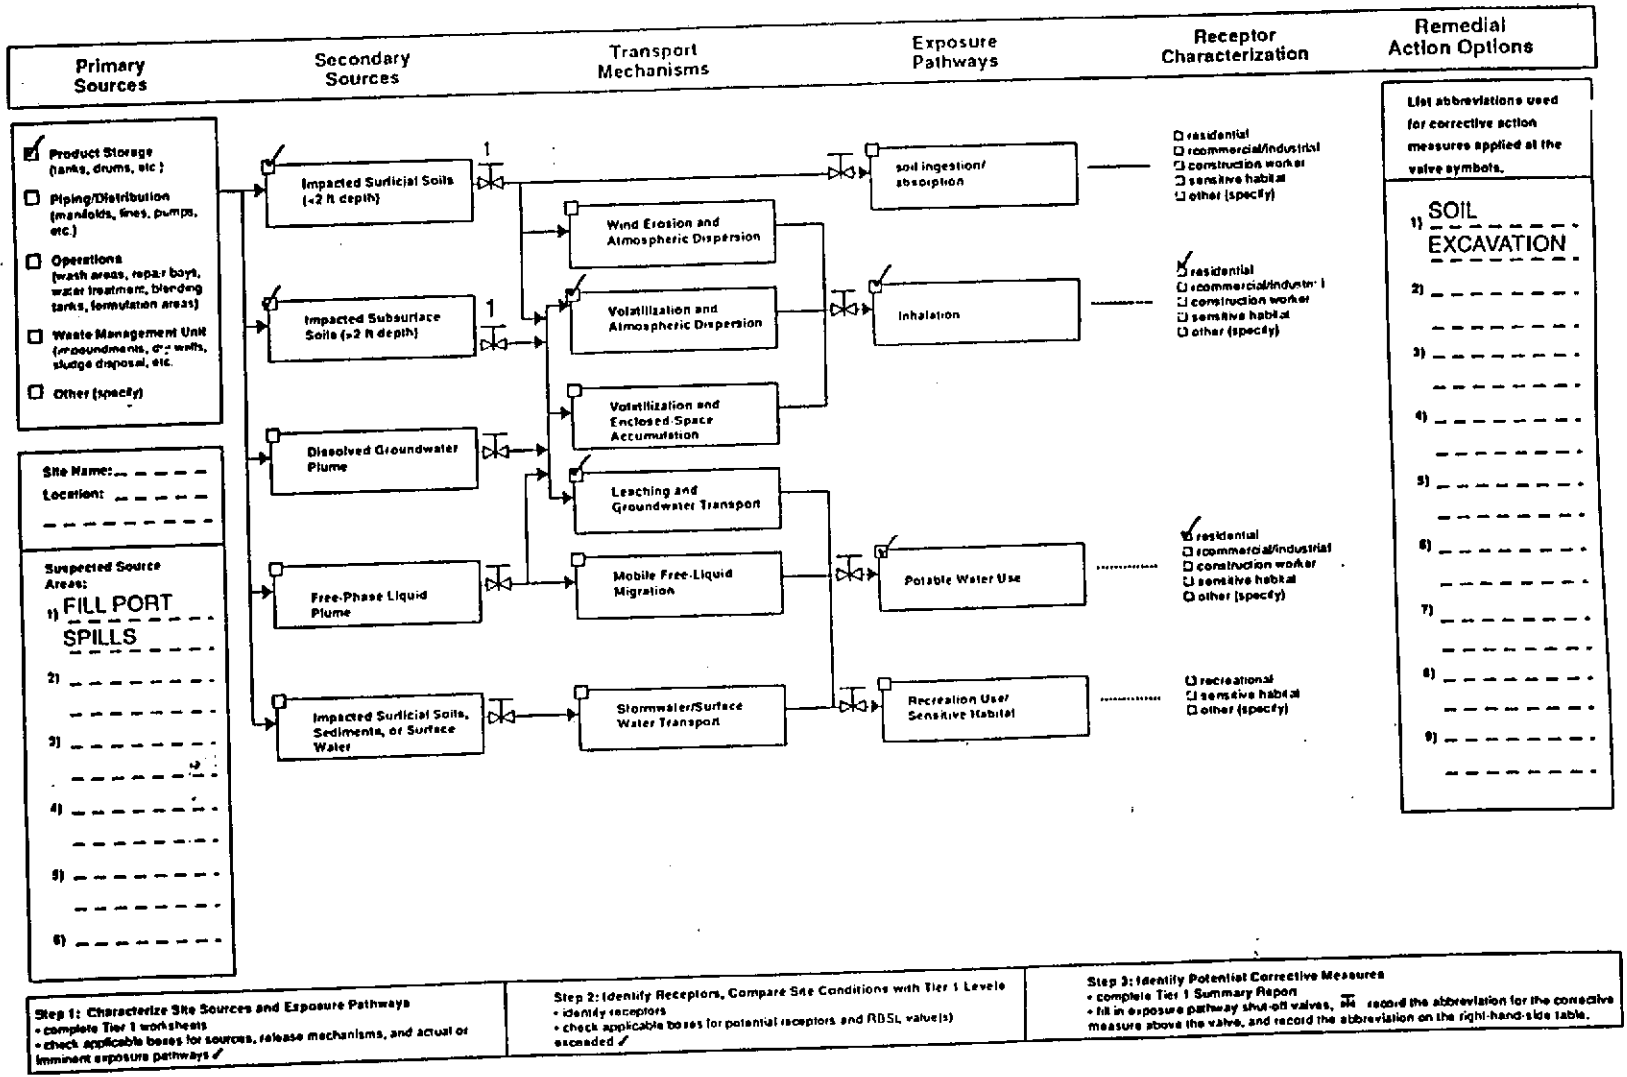 Primary
Sources
Secondary
Sources
Transport
Mechanisms
Exposure
Pathways
Receptor
Characterization
Remedial
Action Options
Product Storage
(tanks, drums, etc.)
Piping/Distribution
(manifolds, lines, pumps,
etc.)
Operations
(wash areas, repair bays,
water treatment, blending
tanks, formulation areas)
Waste Management Unit
(impoundments, dry wells,
sludge disposal, etc.
Other (specify)
Site Name:
Location:
Suspected Source
Areas:
1) FILL PORT
SPILLS
2)
3)
4)
5)
6)
Impacted Surficial Soils
(<2 ft depth)
1
Impacted Subsurface
Soils (>2 ft depth)
1
Dissolved Groundwater
Plume
Free-Phase Liquid
Plume
Impacted Surficial Soils,
Sediments, or Surface
Water
Wind Erosion and
Atmospheric Dispersion
Volatilization and
Atmospheric Dispersion
Volatilization and
Enclosed-Space
Accumulation
Leaching and
Groundwater Transport
Mobile Free-Liquid
Migration
Stormwater/Surface
Water Transport
soil ingestion/
absorption
Inhalation
Potable Water Use
Recreation Use/
Sensitive Habitat
residential
commercial/industrial
construction worker
sensitive habitat
other (specify)
residential
commercial/industrial
construction worker
sensitive habitat
other (specify)
residential
commercial/industrial
construction worker
sensitive habitat
other (specify)
recreational
sensitive habitat
other (specify)
List abbreviations used
for corrective action
measures applied at the
valve symbols.
1) SOIL
EXCAVATION
2)
3)
4)
5)
6)
7)
8)
9)
Step 1: Characterize Site Sources and Exposure Pathways
• complete Tier 1 worksheets
• check applicable boxes for sources, release mechanisms, and actual or
imminent exposure pathways ✓
Step 2: Identify Receptors, Compare Site Conditions with Tier 1 Levels
• identify receptors
• check applicable boxes for potential receptors and RBSL value(s)
exceeded ✓
Step 3: Identify Potential Corrective Measures
• complete Tier 1 Summary Report
• fill in exposure pathway shut-off valves, record the abbreviation for the corrective
measure above the valve, and record the abbreviation on the right-hand-side table.